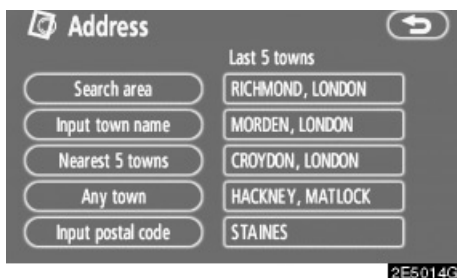 Address
Last 5 towns
Search area
RICHMOND, LONDON
Input town name
MORDEN, LONDON
Nearest 5 towns
CROYDON, LONDON
Any town
HACKNEY, MATLOCK
Input postal code
STAINES
2E5014G